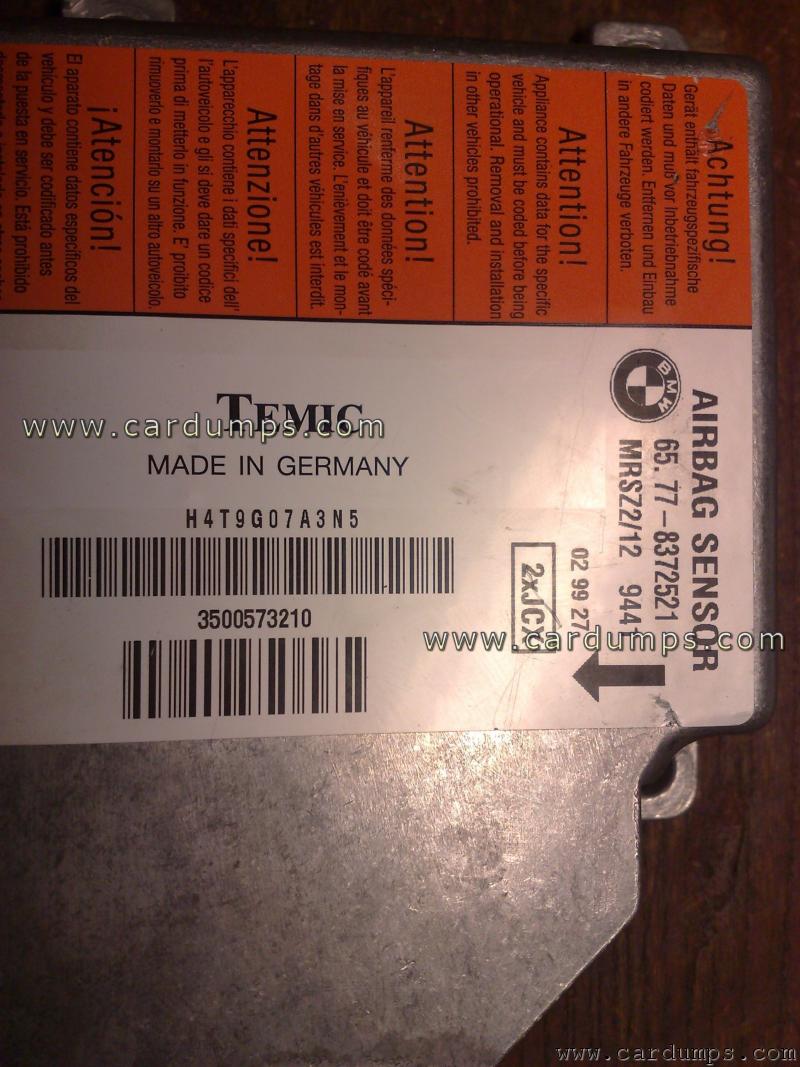 Achtung!
Gerät enthält fahrzeugspezifische
Daten und muß vor Inbetriebnahme
codiert werden. Entfernen und Einbau
in andere Fahrzeuge verboten.
Attention!
Appliance contains data for the specific
vehicle and must be coded before being
operational. Removal and installation
in other vehicles prohibited.
Attention!
L'appareil renferme des données spéci-
fiques au véhicule et doit être codé avant
la mise en service. L'enlèvement et le mon-
tage dans d'autres véhicules est interdit.
Attenzione!
L'apparecchio contiene i dati specifici dell'
l'autoveicolo e gli si deve dare un codice
prima di metterlo in funzione. E' proibito
rimuoverlo e montarlo su un altro autoveicolo.
¡Atención!
El aparato contiene datos específicos del
vehículo y debe ser codificado antes
de la puesta en servicio. Está prohibido
BMW
AIRBAG SENSOR
65.77-8372521
MRSZ2/12 9441
02 99 27
2xJCX
TEMIC
MADE IN GERMANY
H4T9G07A3N5
3500573210
www.cardumps.com
www.cardumps.com
www.cardumps.com